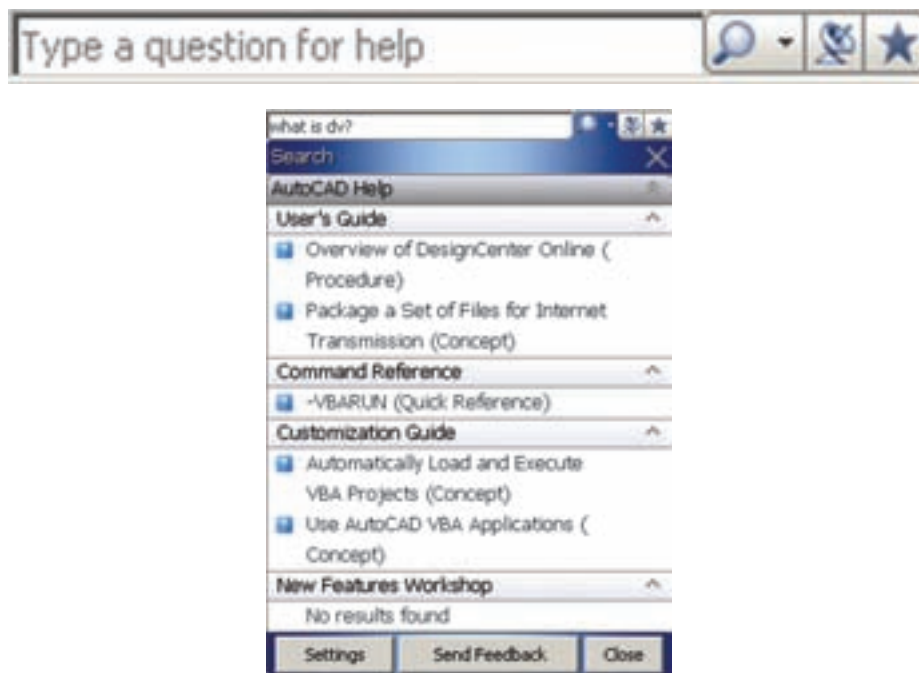 Type a question for help
what is dv?
Search
AutoCAD Help
User's Guide
Overview of DesignCenter Online (
Procedure)
Package a Set of Files for Internet
Transmission (Concept)
Command Reference
-VBARUN (Quick Reference)
Customization Guide
Automatically Load and Execute
VBA Projects (Concept)
Use AutoCAD VBA Applications (
Concept)
New Features Workshop
No results found
Settings Send Feedback Close